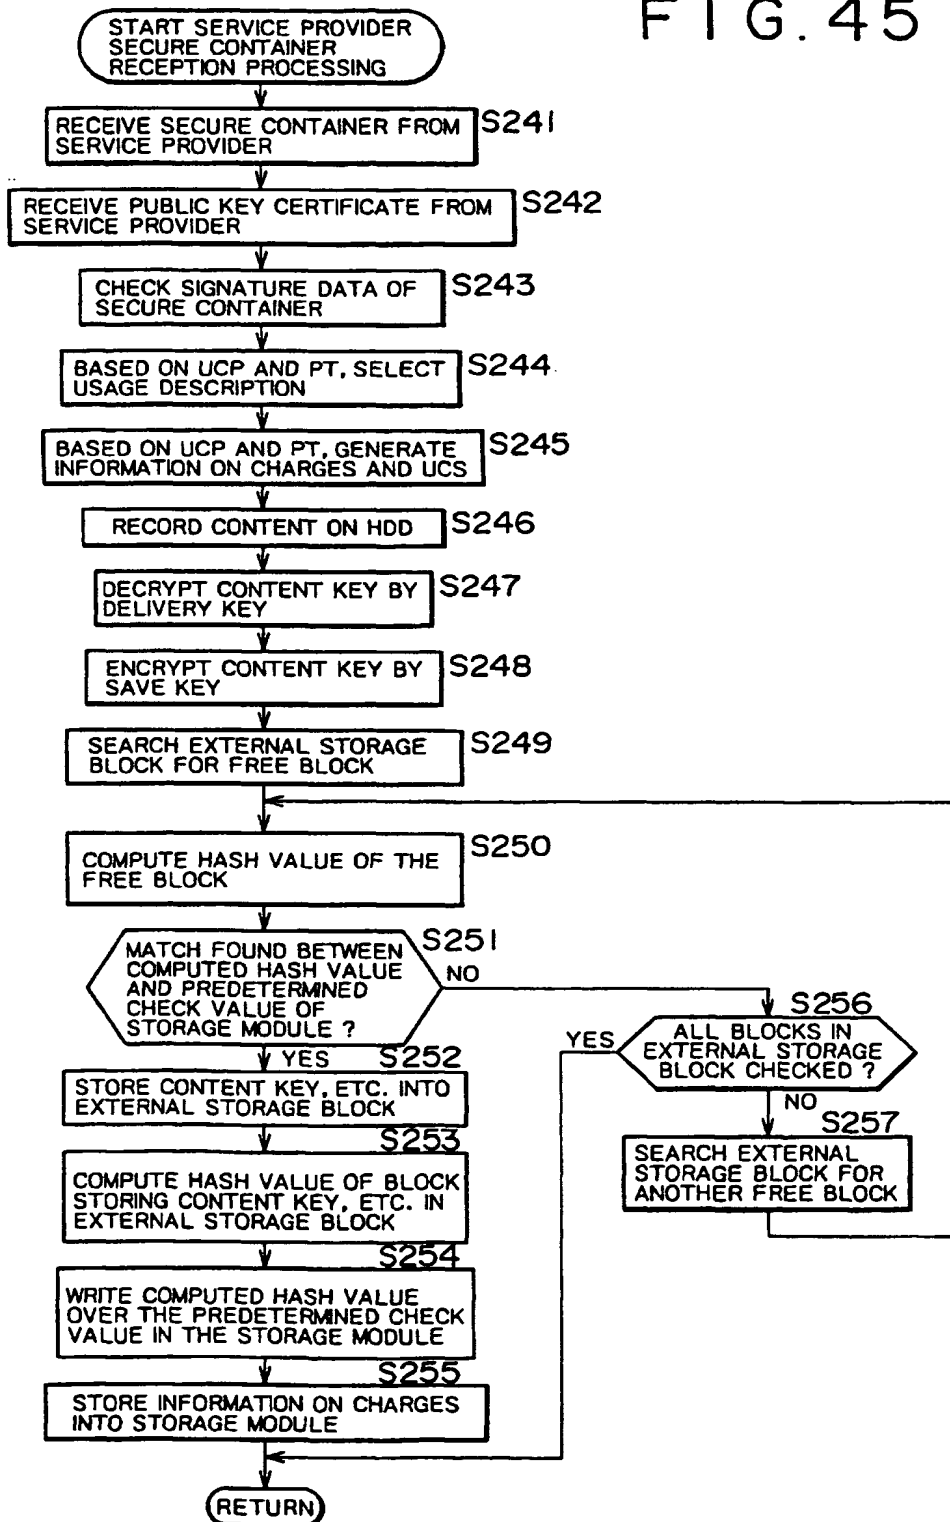 FIG. 45
START SERVICE PROVIDER
SECURE CONTAINER
RECEPTION PROCESSING
RECEIVE SECURE CONTAINER FROM
SERVICE PROVIDER
S241
RECEIVE PUBLIC KEY CERTIFICATE FROM
SERVICE PROVIDER
S242
CHECK SIGNATURE DATA OF
SECURE CONTAINER
S243
BASED ON UCP AND PT, SELECT
USAGE DESCRIPTION
S244
BASED ON UCP AND PT, GENERATE
INFORMATION ON CHARGES AND UCS
S245
RECORD CONTENT ON HDD
S246
DECRYPT CONTENT KEY BY
DELIVERY KEY
S247
ENCRYPT CONTENT KEY BY
SAVE KEY
S248
SEARCH EXTERNAL STORAGE
BLOCK FOR FREE BLOCK
S249
COMPUTE HASH VALUE OF THE
FREE BLOCK
S250
MATCH FOUND BETWEEN
COMPUTED HASH VALUE
AND PREDETERMINED
CHECK VALUE OF
STORAGE MODULE ?
S251
NO
YES
S252
STORE CONTENT KEY, ETC. INTO
EXTERNAL STORAGE BLOCK
S253
COMPUTE HASH VALUE OF BLOCK
STORING CONTENT KEY, ETC. IN
EXTERNAL STORAGE BLOCK
S254
WRITE COMPUTED HASH VALUE
OVER THE PREDETERMINED CHECK
VALUE IN THE STORAGE MODULE
S255
STORE INFORMATION ON CHARGES
INTO STORAGE MODULE
S256
ALL BLOCKS IN
EXTERNAL STORAGE
BLOCK CHECKED ?
YES
NO
S257
SEARCH EXTERNAL
STORAGE BLOCK FOR
ANOTHER FREE BLOCK
RETURN